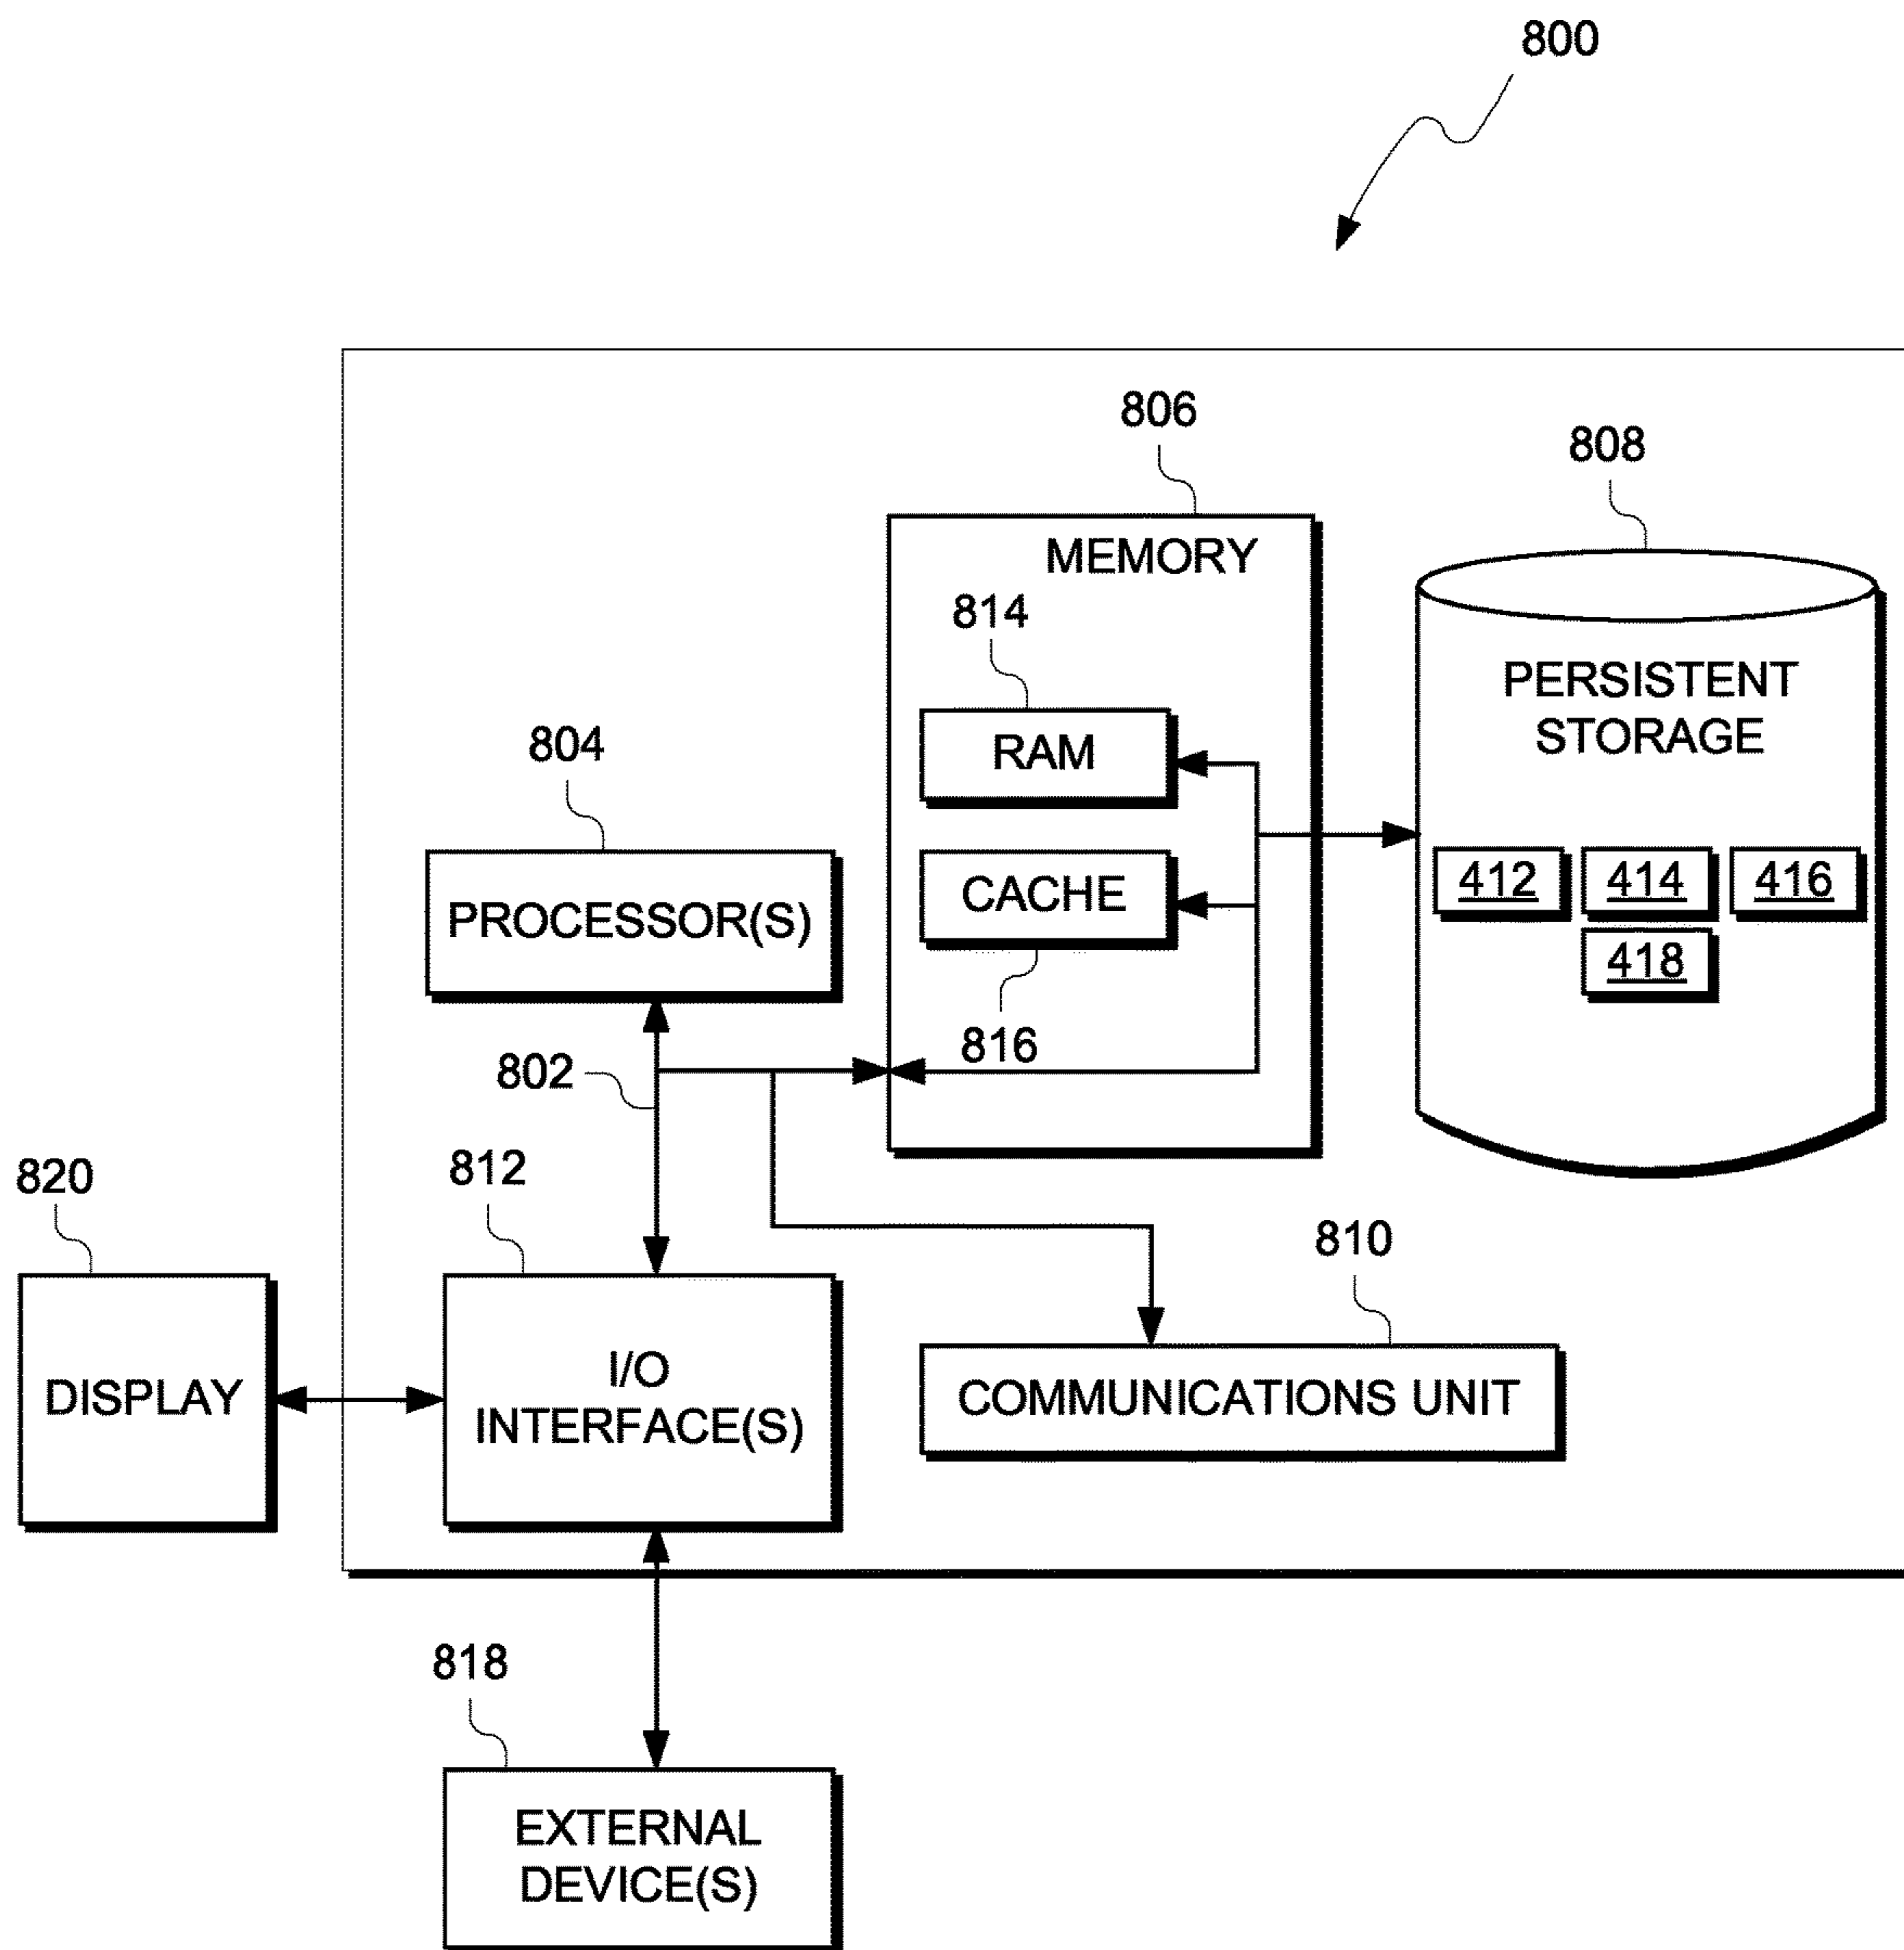 800
806
808
MEMORY
814
RAM
PERSISTENT
STORAGE
804
PROCESSOR(S)
CACHE
412 414 416
418
816
802
820
812
810
DISPLAY
I/O
INTERFACE(S)
COMMUNICATIONS UNIT
818
EXTERNAL
DEVICE(S)